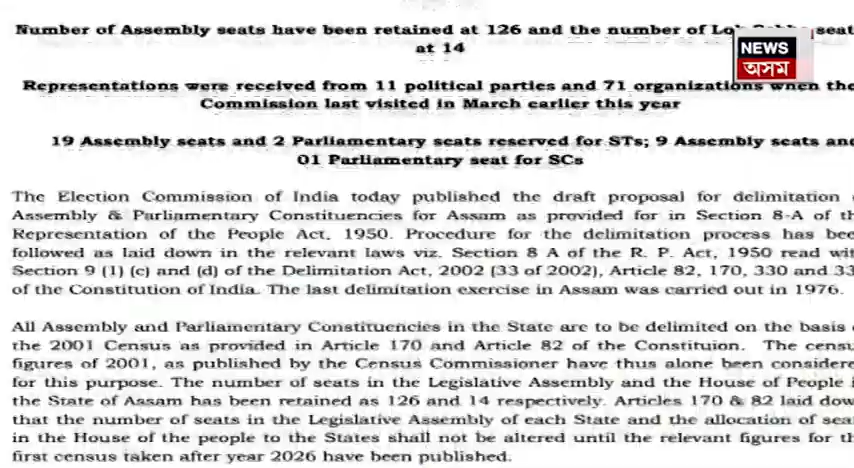 Number of Assembly seats have been retained at 126 and the number of Lok Sabha seat
at 14
NEWS
অসম
Representations were received from 11 political parties and 71 organizations when the
Commission last visited in March earlier this year
19 Assembly seats and 2 Parliamentary seats reserved for STs; 9 Assembly seats and
01 Parliamentary seat for SCs
The Election Commission of India today published the draft proposal for delimitation
Assembly & Parliamentary Constituencies for Assam as provided for in Section 8-A of th
Representation of the People Act, 1950. Procedure for the delimitation process has bee
followed as laid down in the relevant laws viz. Section 8 A of the R. P. Act, 1950 read wit
Section 9 (1) (c) and (d) of the Delimitation Act, 2002 (33 of 2002), Article 82, 170, 330 and 33
of the Constitution of India. The last delimitation exercise in Assam was carried out in 1976.
All Assembly and Parliamentary Constituencies in the State are to be delimited on the basis
the 2001 Census as provided in Article 170 and Article 82 of the Constituion. The censu
figures of 2001, as published by the Census Commissioner have thus alone been considere
for this purpose. The number of seats in the Legislative Assembly and the House of People i
the State of Assam has been retained as 126 and 14 respectively. Articles 170 & 82 laid dow
that the number of seats in the Legislative Assembly of each State and the allocation of sea
in the House of the people to the States shall not be altered until the relevant figures for th
first census taken after year 2026 have been published.